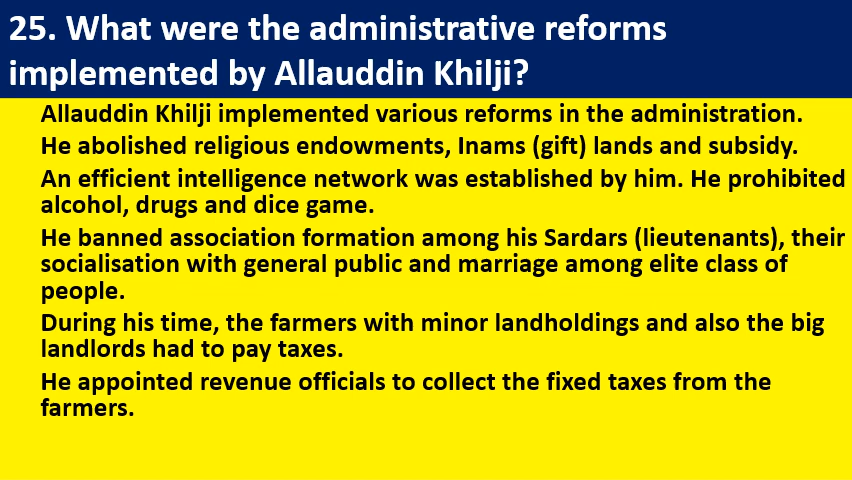 25. What were the administrative reforms
implemented by Allauddin Khilji?
Allauddin Khilji implemented various reforms in the administration.
He abolished religious endowments, Inams (gift) lands and subsidy.
An efficient intelligence network was established by him. He prohibited
alcohol, drugs and dice game.
He banned association formation among his Sardars (lieutenants), their
socialisation with general public and marriage among elite class of
people.
During his time, the farmers with minor landholdings and also the big
landlords had to pay taxes.
He appointed revenue officials to collect the fixed taxes from the
farmers.